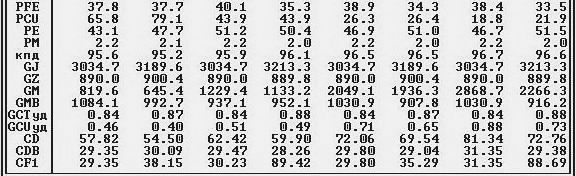 PFE 37.8 37.7 40.1 35.3 38.9 34.3 38.4 33.5
PCU 65.8 79.1 43.9 43.9 26.3 26.4 18.8 21.9
PE 43.1 47.7 51.2 50.4 46.9 51.0 46.7 51.5
PM 2.2 2.1 2.2 2.0 2.2 2.0 2.2 2.0
кпд 95.6 95.2 95.9 96.1 96.5 96.5 96.7 96.6
GJ 3034.7 3189.6 3034.7 3213.3 3034.7 3189.6 3034.7 3213.3
GZ 890.0 900.4 890.0 889.8 890.0 900.4 890.0 889.8
GM 819.6 645.4 1229.4 1133.2 2049.1 1936.3 2868.7 2266.3
GMB 1084.1 992.7 937.1 952.1 1030.9 907.8 1030.9 916.2
GCTуд 0.84 0.87 0.84 0.88 0.84 0.87 0.84 0.88
GCUуд 0.46 0.40 0.51 0.49 0.71 0.65 0.88 0.73
CD 57.82 54.50 62.42 59.90 72.06 69.54 81.34 72.76
CDB 29.35 30.09 29.47 28.26 29.80 29.04 31.35 29.38
CF1 29.35 38.15 30.23 89.42 29.80 35.29 31.35 88.69